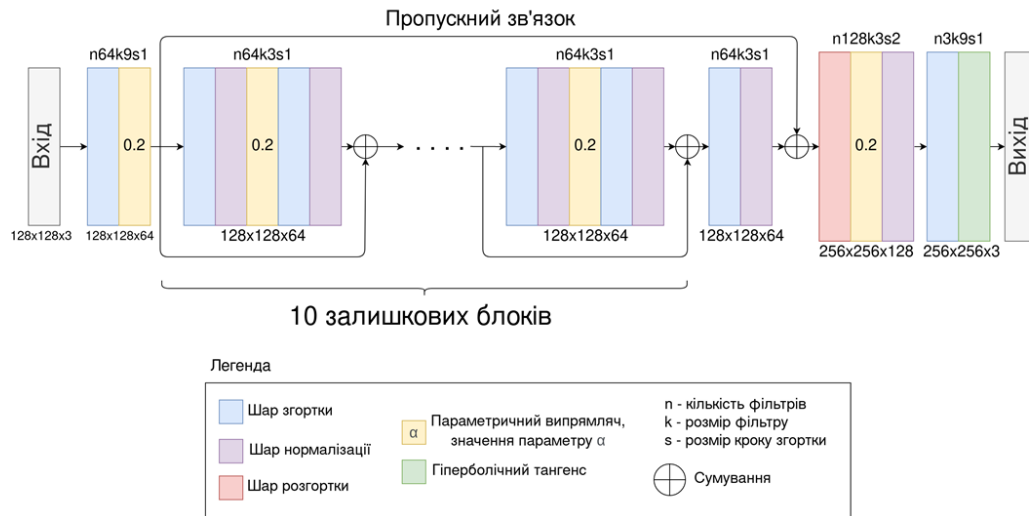 Пропускний зв'язок
n64k9s1
n64k3s1
n64k3s1
n64k3s1
n128k3s2
n3k9s1
Вхід
0.2
0.2
. . . .
0.2
0.2
Вихід
128x128x3
128x128x64
128x128x64
128x128x64
128x128x64
256x256x128
256x256x3
10 залишкових блоків
Легенда
Шар згортки
Шар нормалізації
Шар розгортки
α
Параметричний випрямляч,
значення параметру α
Гіперболічний тангенс
n - кількість фільтрів
k - розмір фільтру
s - розмір кроку згортки
Сумування